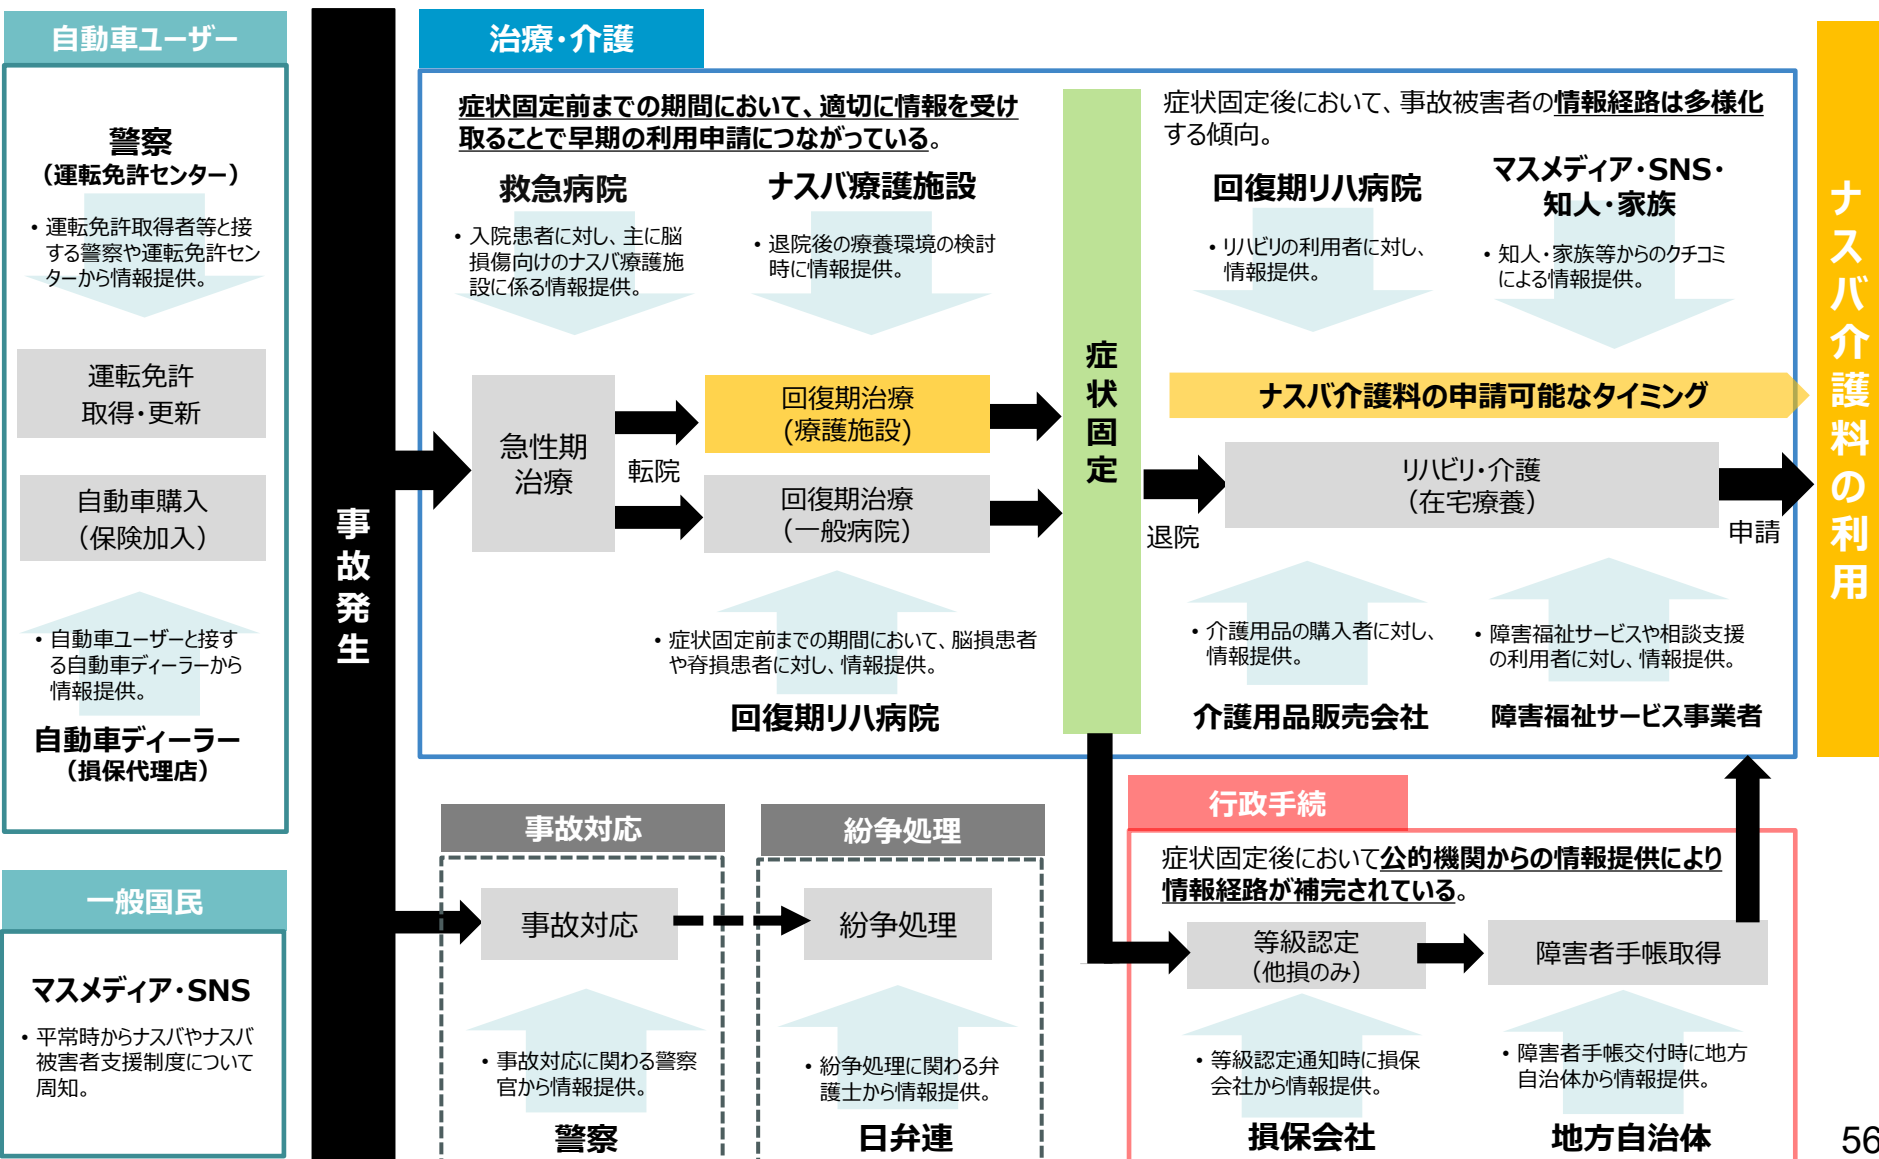 自動車ユーザー
警察
(運転免許センター)
• 運転免許取得者等と接
する警察や運転免許セン
ターから情報提供。
運転免許
取得・更新
自動車購入
(保険加入)
• 自動車ユーザーと接す
る自動車ディーラーから
情報提供。
自動車ディーラー
(損保代理店)
一般国民
マスメディア・SNS
• 平常時からナスバやナスバ
被害者支援制度について
周知。
事故発生
治療・介護
症状固定前までの期間において、適切に情報を受け
取ることで早期の利用申請につながっている。
救急病院
• 入院患者に対し、主に脳
損傷向けのナスバ療護施
設に係る情報提供。
ナスバ療護施設
• 退院後の療養環境の検討
時に情報提供。
急性期
治療
転院
回復期治療
(療護施設)
回復期治療
(一般病院)
• 症状固定前までの期間において、脳損患者
や脊損患者に対し、情報提供。
回復期リハ病院
症状固定
症状固定後において、事故被害者の情報経路は多様化
する傾向。
回復期リハ病院
• リハビリの利用者に対し、
情報提供。
マスメディア・SNS・
知人・家族
• 知人・家族等からのクチコミ
による情報提供。
ナスバ介護料の申請可能なタイミング
退院
リハビリ・介護
(在宅療養)
申請
• 介護用品の購入者に対し、
情報提供。
介護用品販売会社
• 障害福祉サービスや相談支援
の利用者に対し、情報提供。
障害福祉サービス事業者
ナスバ介護料の利用
事故対応
事故対応
• 事故対応に関わる警察
官から情報提供。
警察
紛争処理
紛争処理
• 紛争処理に関わる弁
護士から情報提供。
日弁連
行政手続
症状固定後において公的機関からの情報提供により
情報経路が補完されている。
等級認定
(他損のみ)
• 等級認定通知時に損保
会社から情報提供。
損保会社
障害者手帳取得
• 障害者手帳交付時に地方
自治体から情報提供。
地方自治体
56